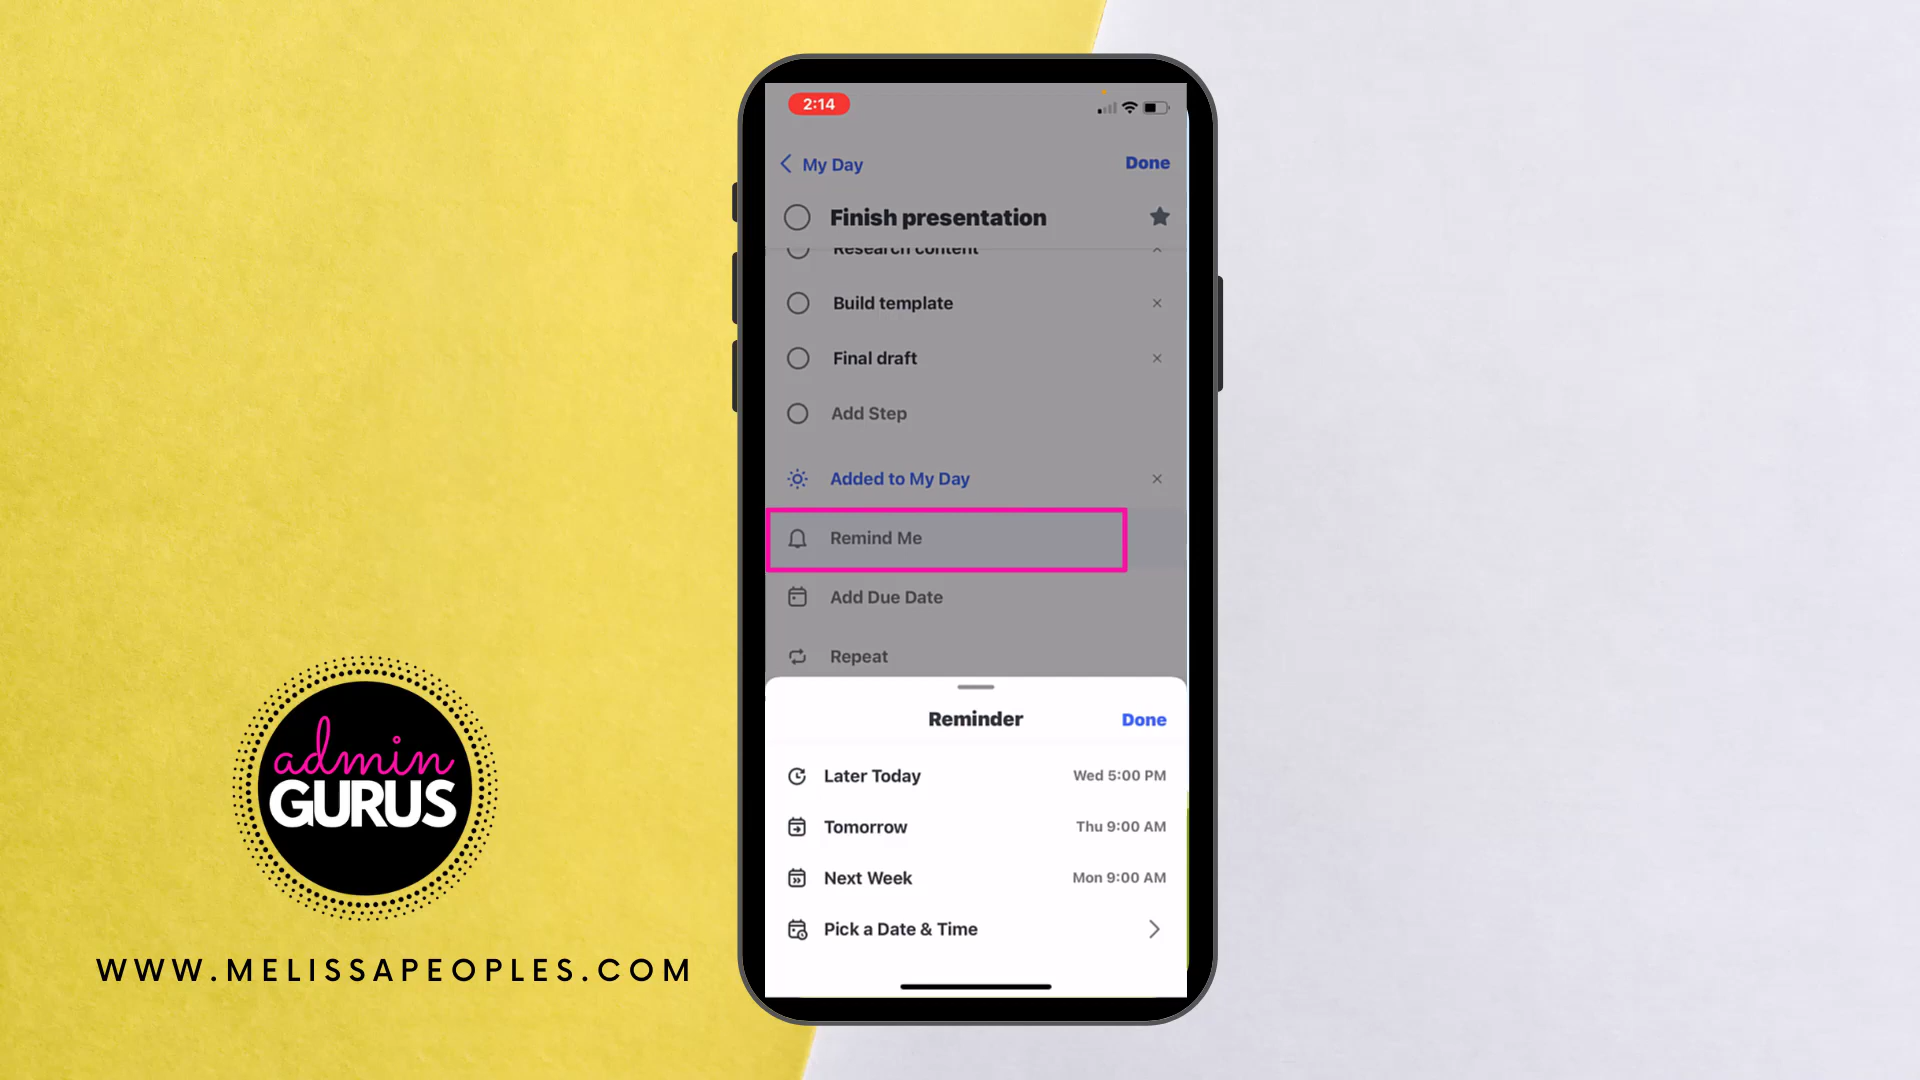 2:14
My Day
Done
Finish presentation
Research content
Build template
Final draft
Add Step
Added to My Day
Remind Me
Add Due Date
Repeat
Reminder
Done
Later Today
Wed 5:00 PM
Tomorrow
Thu 9:00 AM
Next Week
Mon 9:00 AM
Pick a Date & Time
admin
GURUS
WWW.MELISSAPEOPLES.COM